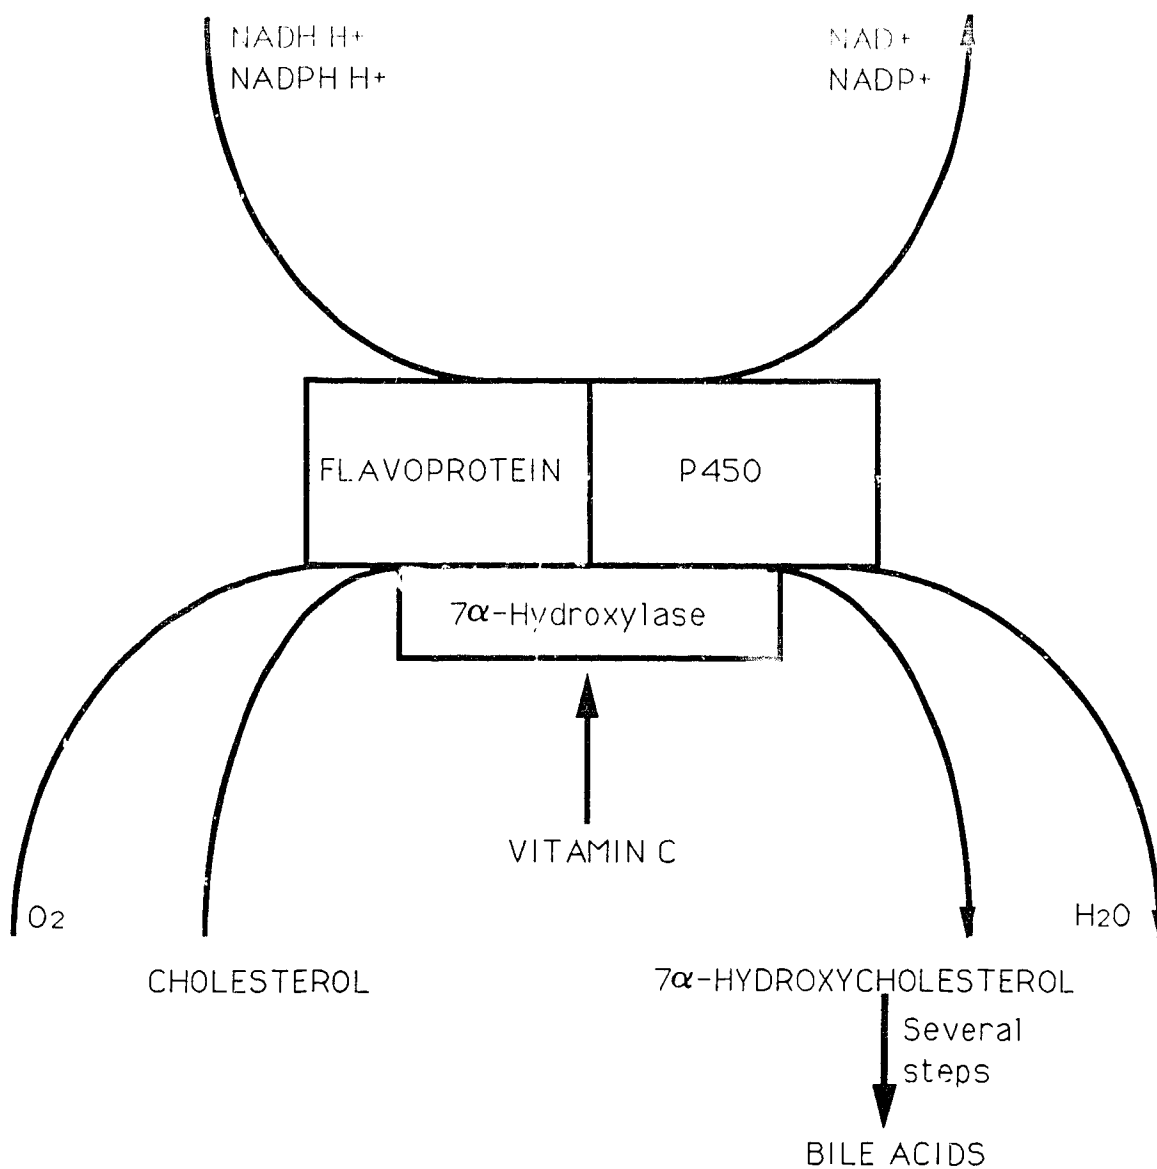 NADH H+
NADPH H+
NAD+
NADP+
FLAVOPROTEIN
P450
7α-Hydroxylase
VITAMIN C
O2
H2O
CHOLESTEROL
7α-HYDROXYCHOLESTEROL
Several
steps
BILE ACIDS